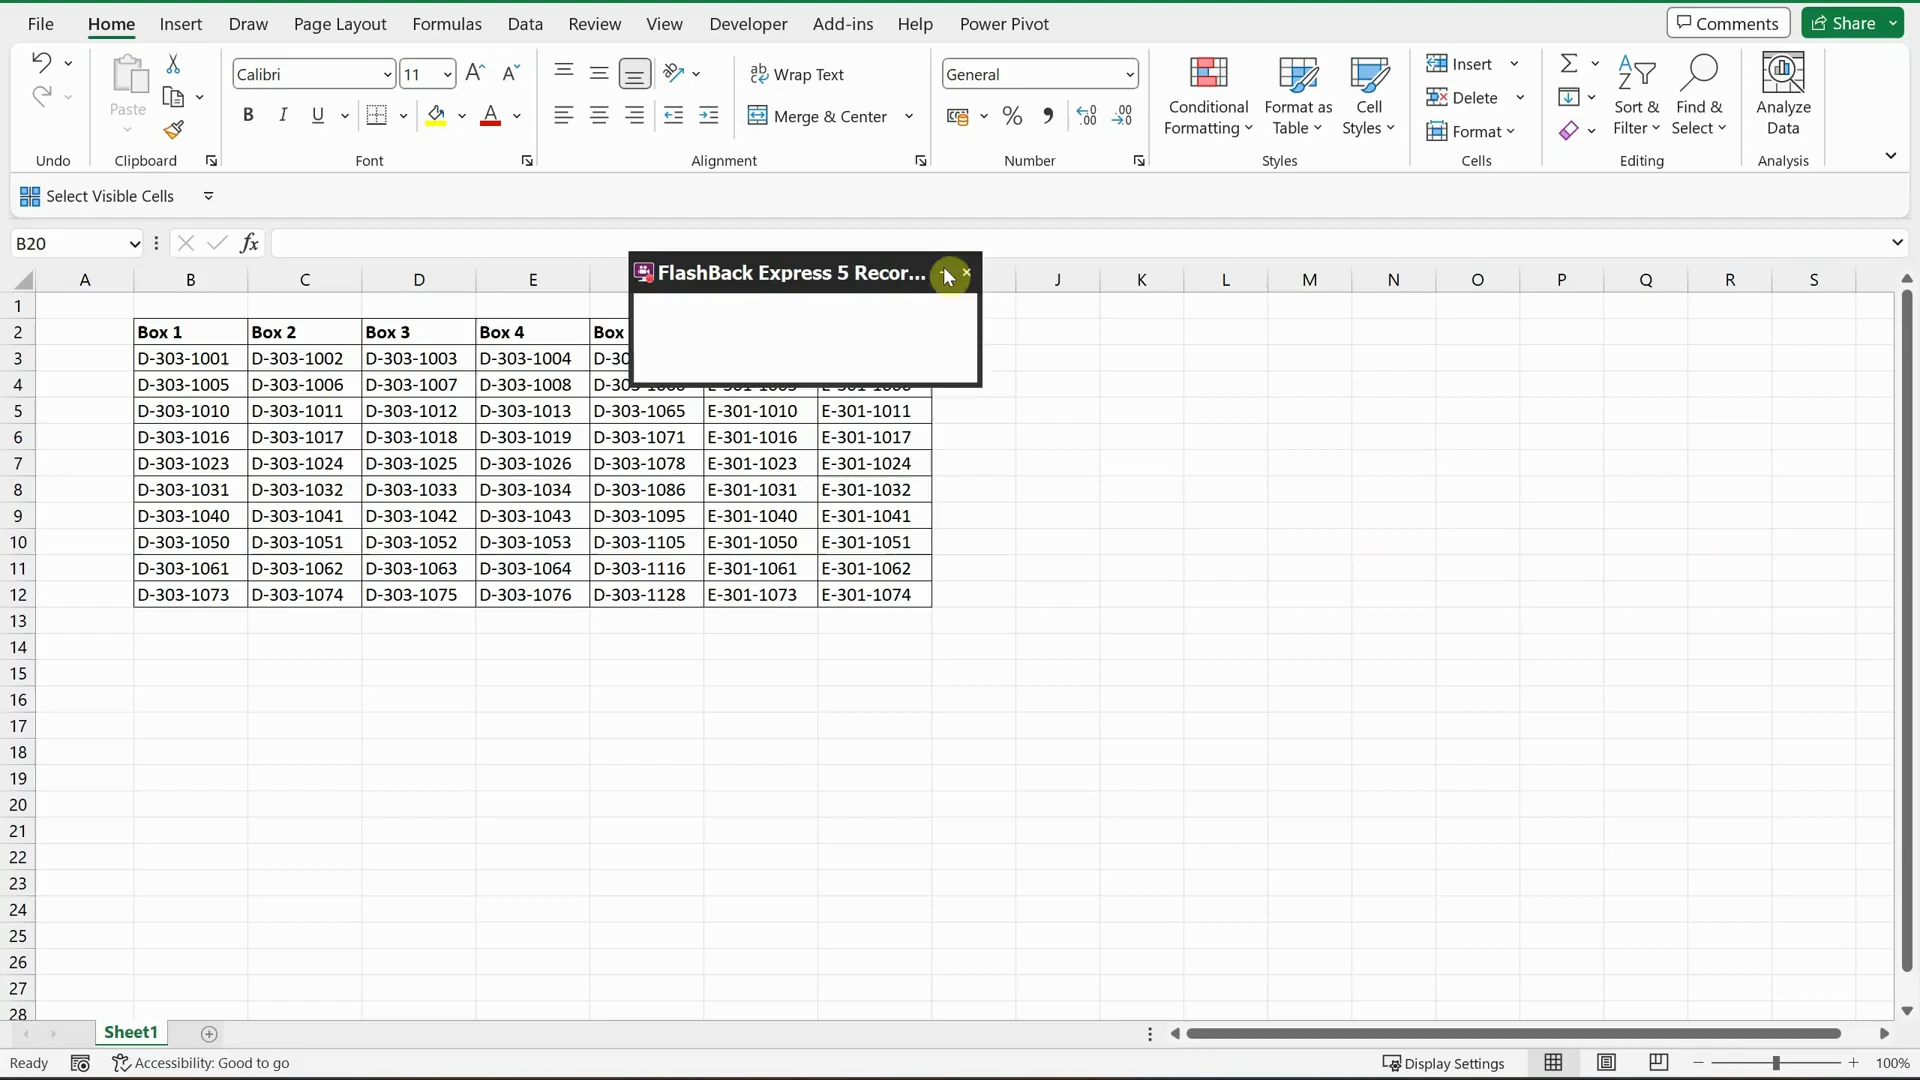 File Home Insert Draw Page Layout Formulas Data Review View Developer Add-ins Help Power Pivot Comments Share
Calibri 11 Wrap Text General Insert
Paste Conditional Format as Cell Delete Sort & Find & Analyze
B I U A Merge & Center % Formatting Table Styles Format Filter Select Data
Undo Clipboard Font Alignment Number Styles Cells Editing Analysis
Select Visible Cells
B20 fx
FlashBack Express 5 Recor...
A B C D E J K L M N O P Q R S
1
2 Box 1 Box 2 Box 3 Box 4 Box
3 D-303-1001 D-303-1002 D-303-1003 D-303-1004
4 D-303-1005 D-303-1006 D-303-1007 D-303-1008
5 D-303-1010 D-303-1011 D-303-1012 D-303-1013 D-303-1065 E-301-1010 E-301-1011
6 D-303-1016 D-303-1017 D-303-1018 D-303-1019 D-303-1071 E-301-1016 E-301-1017
7 D-303-1023 D-303-1024 D-303-1025 D-303-1026 D-303-1078 E-301-1023 E-301-1024
8 D-303-1031 D-303-1032 D-303-1033 D-303-1034 D-303-1086 E-301-1031 E-301-1032
9 D-303-1040 D-303-1041 D-303-1042 D-303-1043 D-303-1095 E-301-1040 E-301-1041
10 D-303-1050 D-303-1051 D-303-1052 D-303-1053 D-303-1105 E-301-1050 E-301-1051
11 D-303-1061 D-303-1062 D-303-1063 D-303-1064 D-303-1116 E-301-1061 E-301-1062
12 D-303-1073 D-303-1074 D-303-1075 D-303-1076 D-303-1128 E-301-1073 E-301-1074
13
14
15
16
17
18
19
20
21
22
23
24
25
26
27
28
Sheet1
Ready Accessibility: Good to go Display Settings 100%